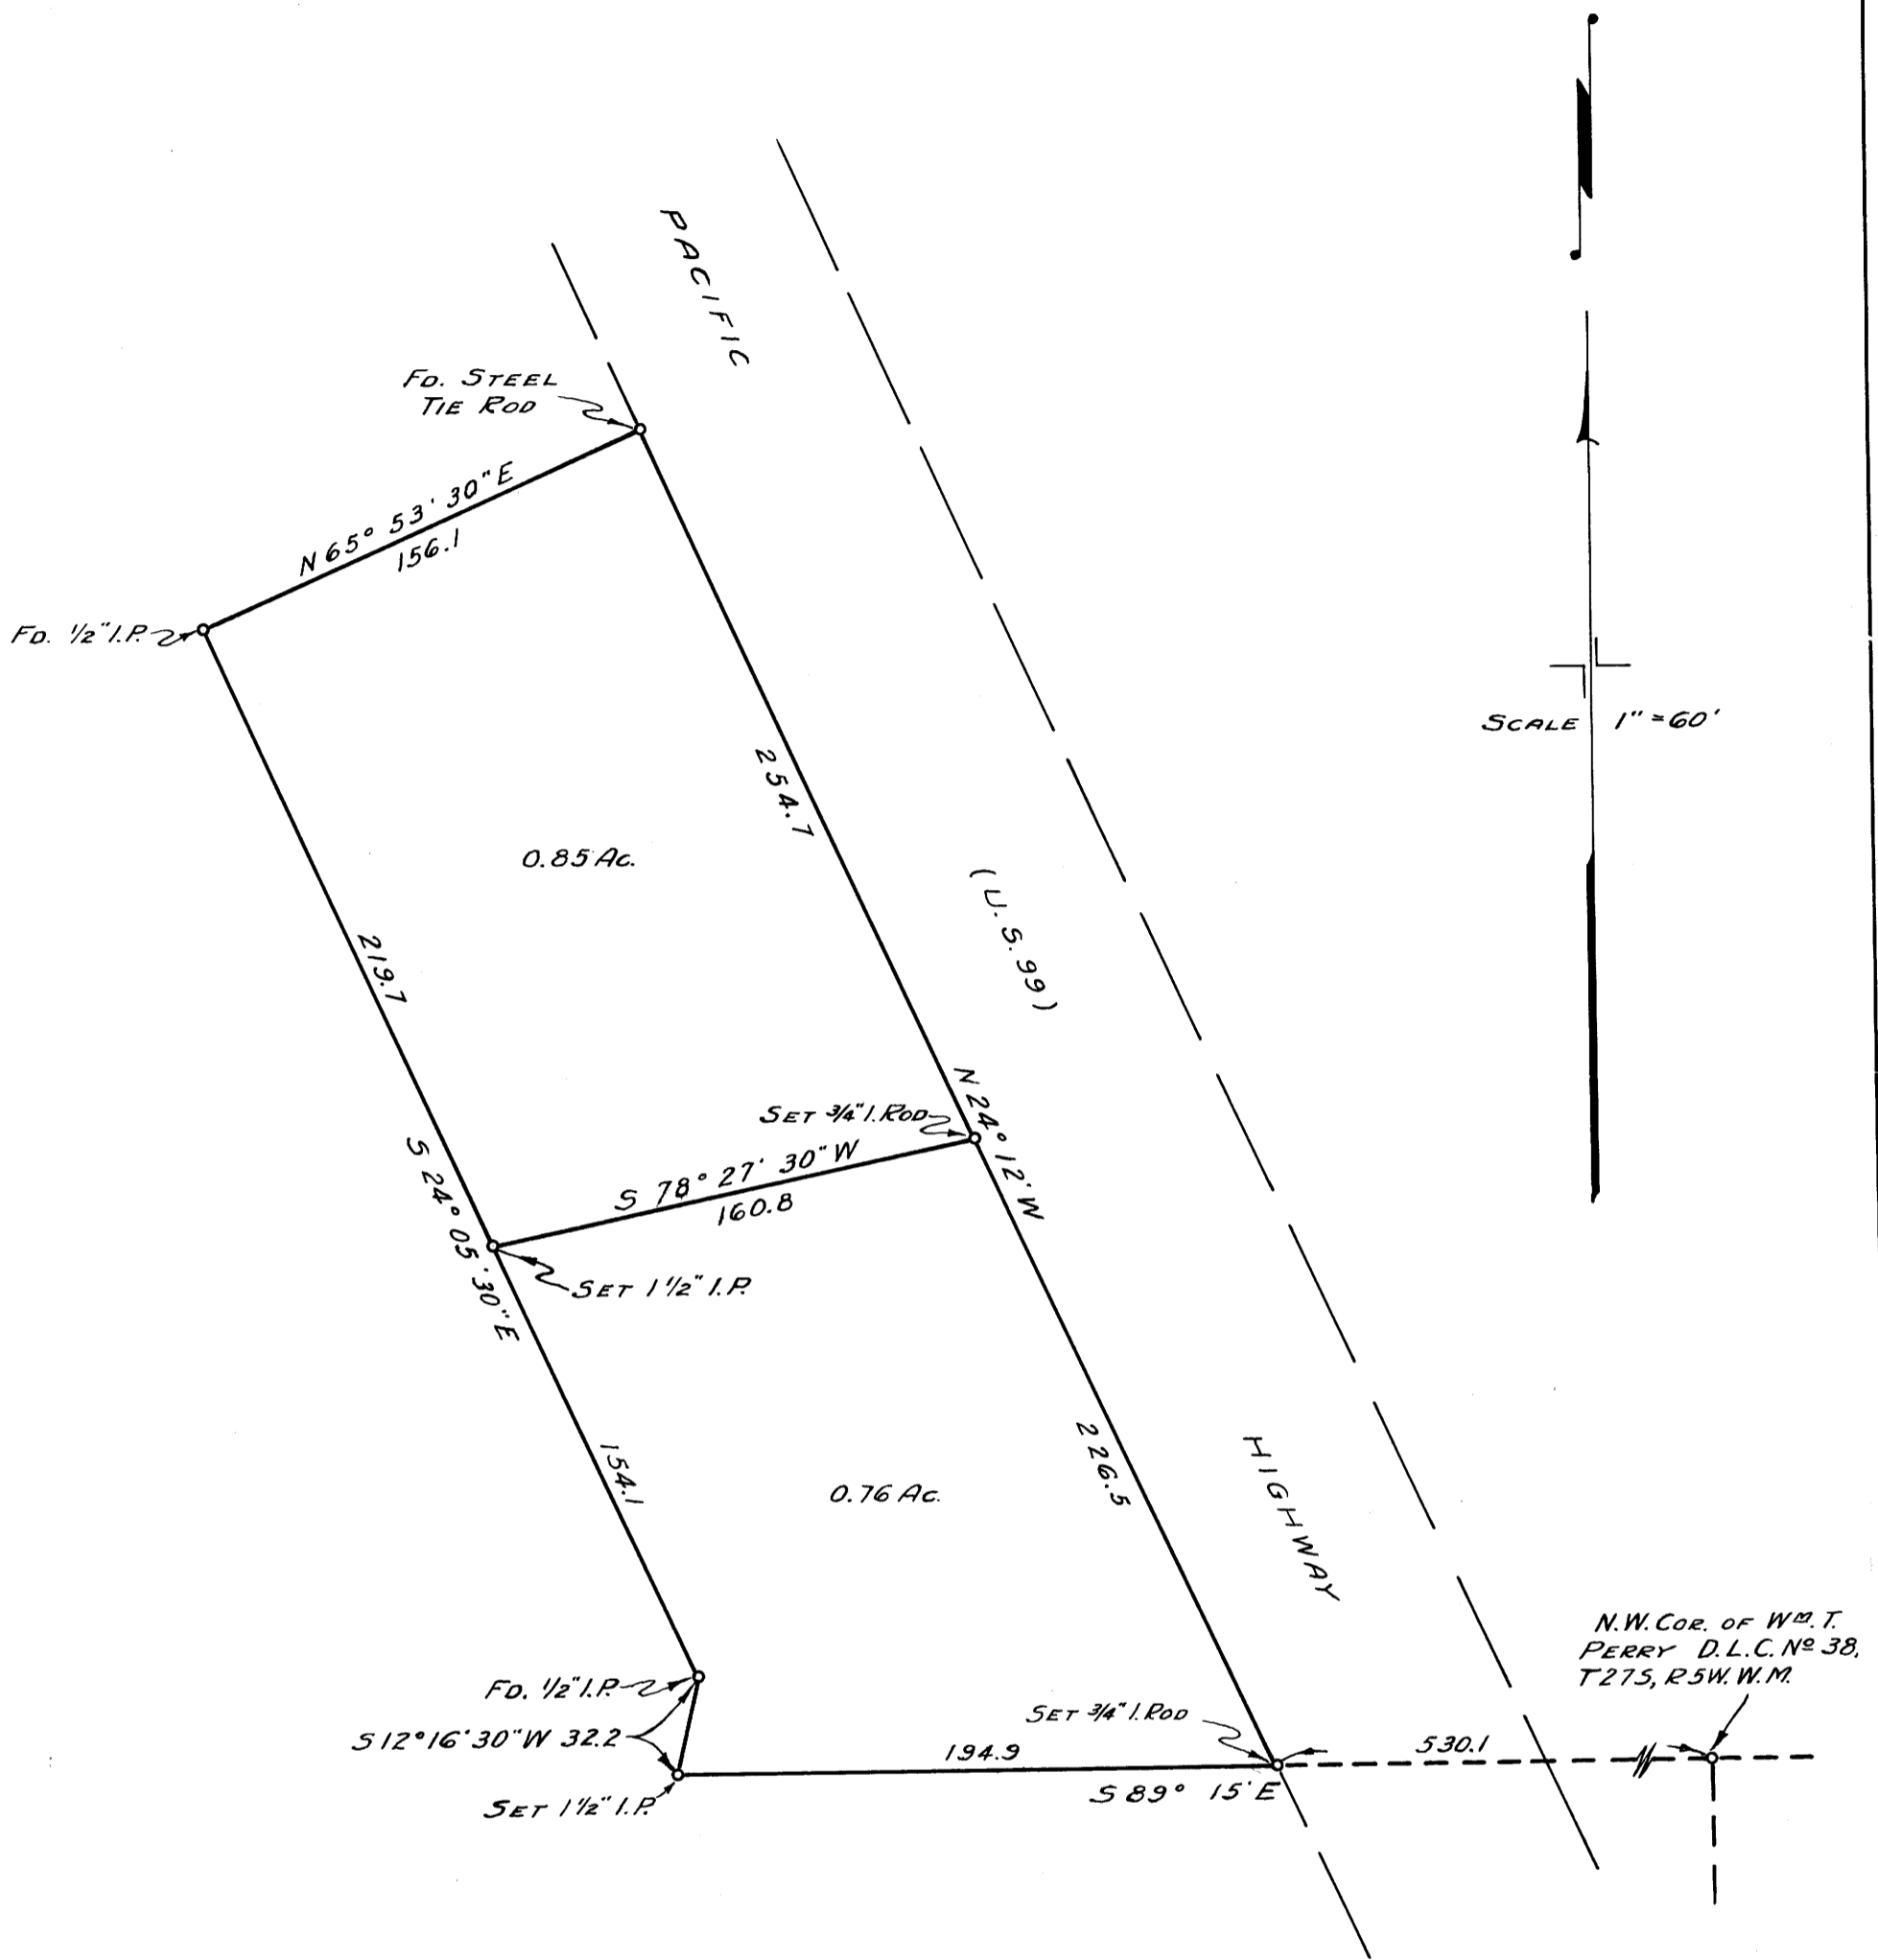 PACIFIC
FD. STEEL
TIE ROD
N 65° 53' 30" E
156.1
FD. 1/2" I.P.
254.7
SCALE 1" = 60'
0.85 AC.
(U.S. 99)
219.7
N 24° 12' W
SET 3/4" I. ROD
S 78° 27' 30" W
160.8
S 24° 05' 30" E
SET 1 1/2" I.P.
154.1
226.5
0.76 AC.
HIGHWAY
N.W. COR. OF WM. T.
PERRY D.L.C. Nº 38,
T27S, R5W. W.M.
FD. 1/2" I.P.
S 12° 16' 30" W 32.2
SET 3/4" I. ROD
194.9
530.1
S 89° 15' E
SET 1 1/2" I.P.